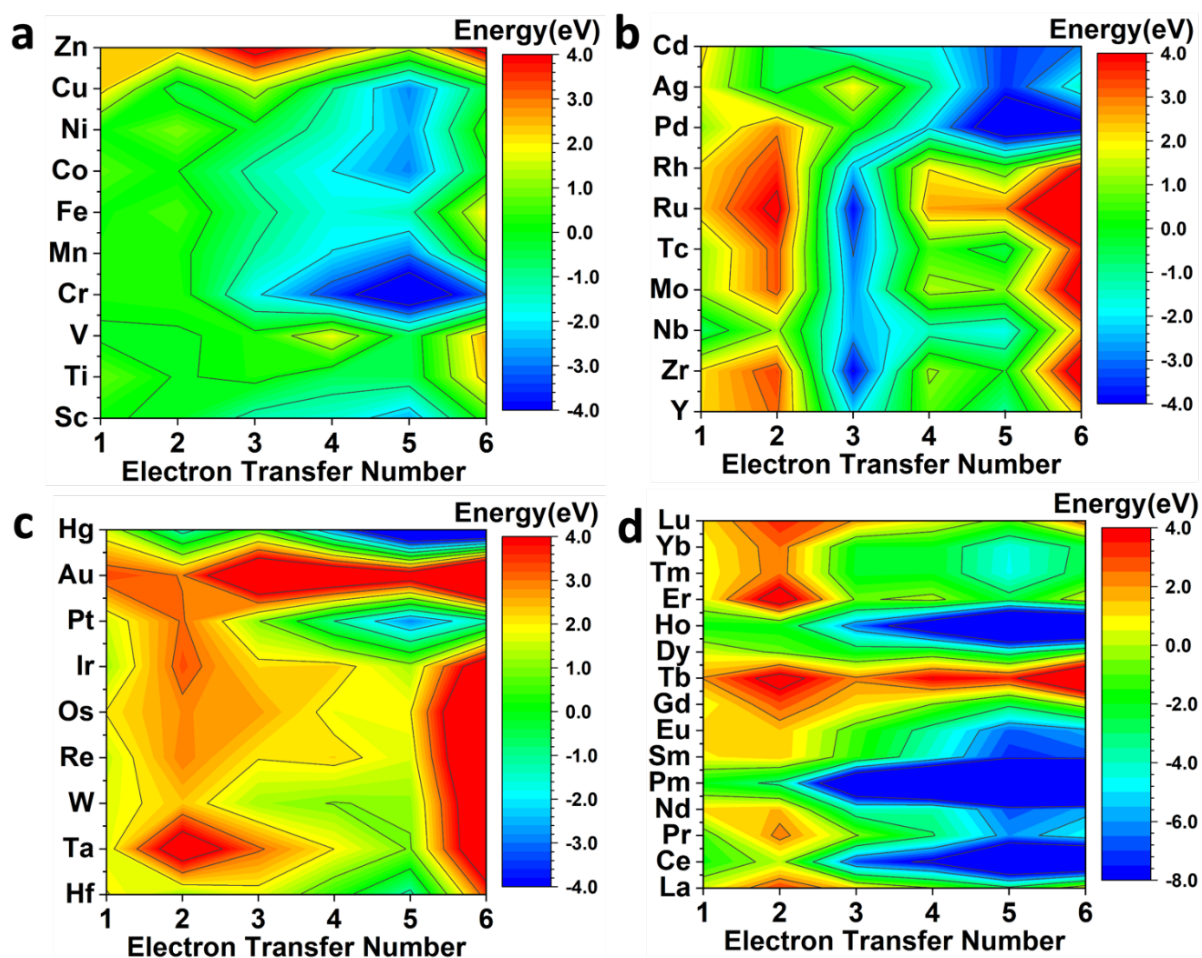 a
Energy(eV)
Zn
Cu
Ni
Co
Fe
Mn
Cr
V
Ti
Sc
1 2 3 4 5 6
Electron Transfer Number
4.0
3.0
2.0
1.0
0.0
-1.0
-2.0
-3.0
-4.0
b
Energy(eV)
Cd
Ag
Pd
Rh
Ru
Tc
Mo
Nb
Zr
Y
1 2 3 4 5 6
Electron Transfer Number
4.0
3.0
2.0
1.0
0.0
-1.0
-2.0
-3.0
-4.0
c
Energy(eV)
Hg
Au
Pt
Ir
Os
Re
W
Ta
Hf
1 2 3 4 5 6
Electron Transfer Number
4.0
3.0
2.0
1.0
0.0
-1.0
-2.0
-3.0
-4.0
d
Energy(eV)
Lu
Yb
Tm
Er
Ho
Dy
Tb
Gd
Eu
Sm
Pm
Nd
Pr
Ce
La
1 2 3 4 5 6
Electron Transfer Number
4.0
2.0
0.0
-2.0
-4.0
-6.0
-8.0